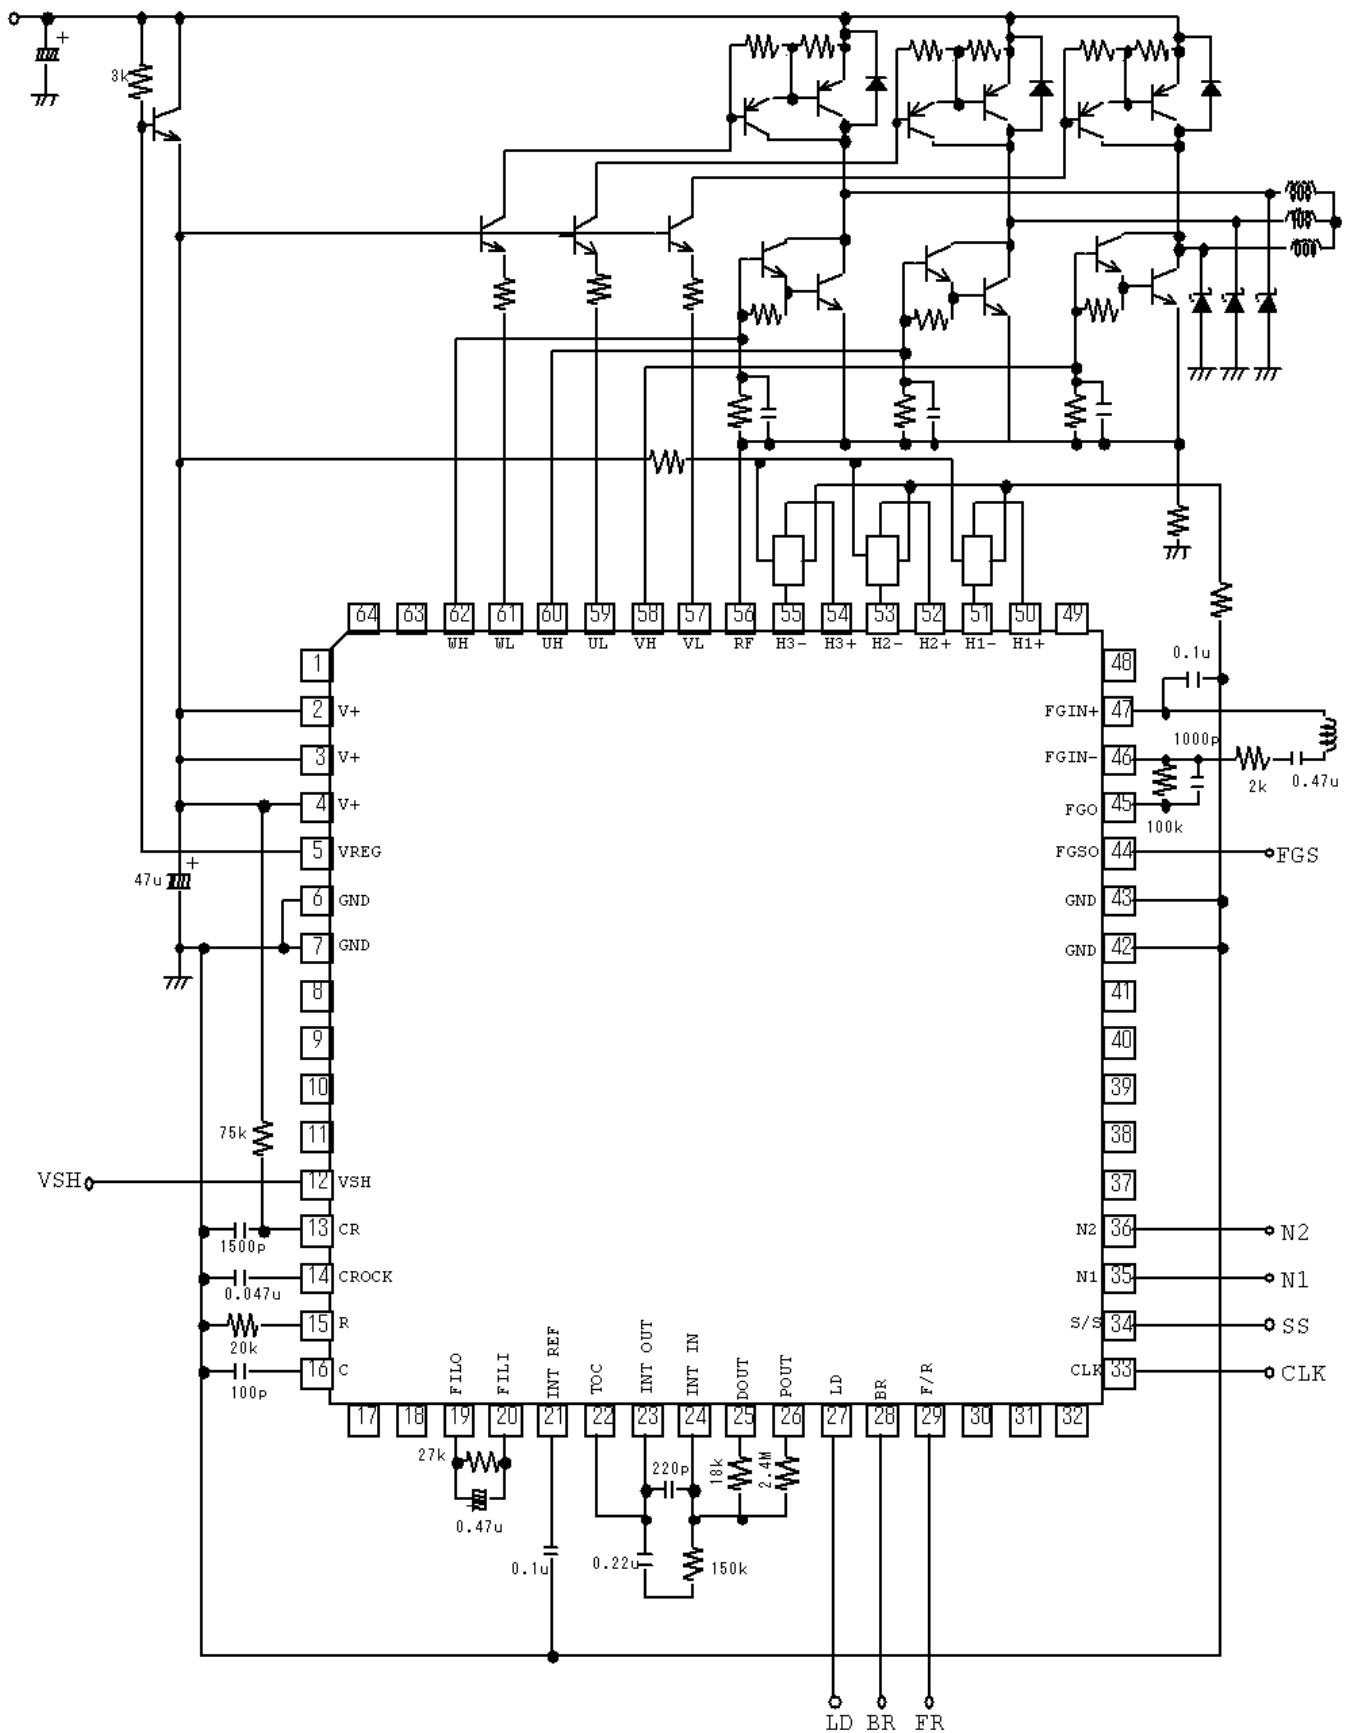 +
3k
64 63 62 61 60 59 58 57 56 55 54 53 52 51 50 49
WH WL UH UL VH VL RF H3- H3+ H2- H2+ H1- H1+
1
2 V+
3 V+
4 V+
5 VREG
+
47u
6 GND
7 GND
8
9
10
11
75k
VSH 12 VSH
13 CR
1500p
14 CROCK
0.047u
15 R
20k
16 C
100p
48
0.1u
FGIN+ 47
1000p
FGIN- 46
2k
0.47u
FGO 45
100k
FGSO 44 FGS
GND 43
GND 42
41
40
39
38
37
N2 36 N2
N1 35 N1
S/S 34 SS
CLK 33 CLK
FILO FILI INT REF TOC INT OUT INT IN DOUT POUT LD BR F/R
17 18 19 20 21 22 23 24 25 26 27 28 29 30 31 32
27k
220p
18k
2.4M
0.47u
0.1u
0.22u
150k
LD BR FR